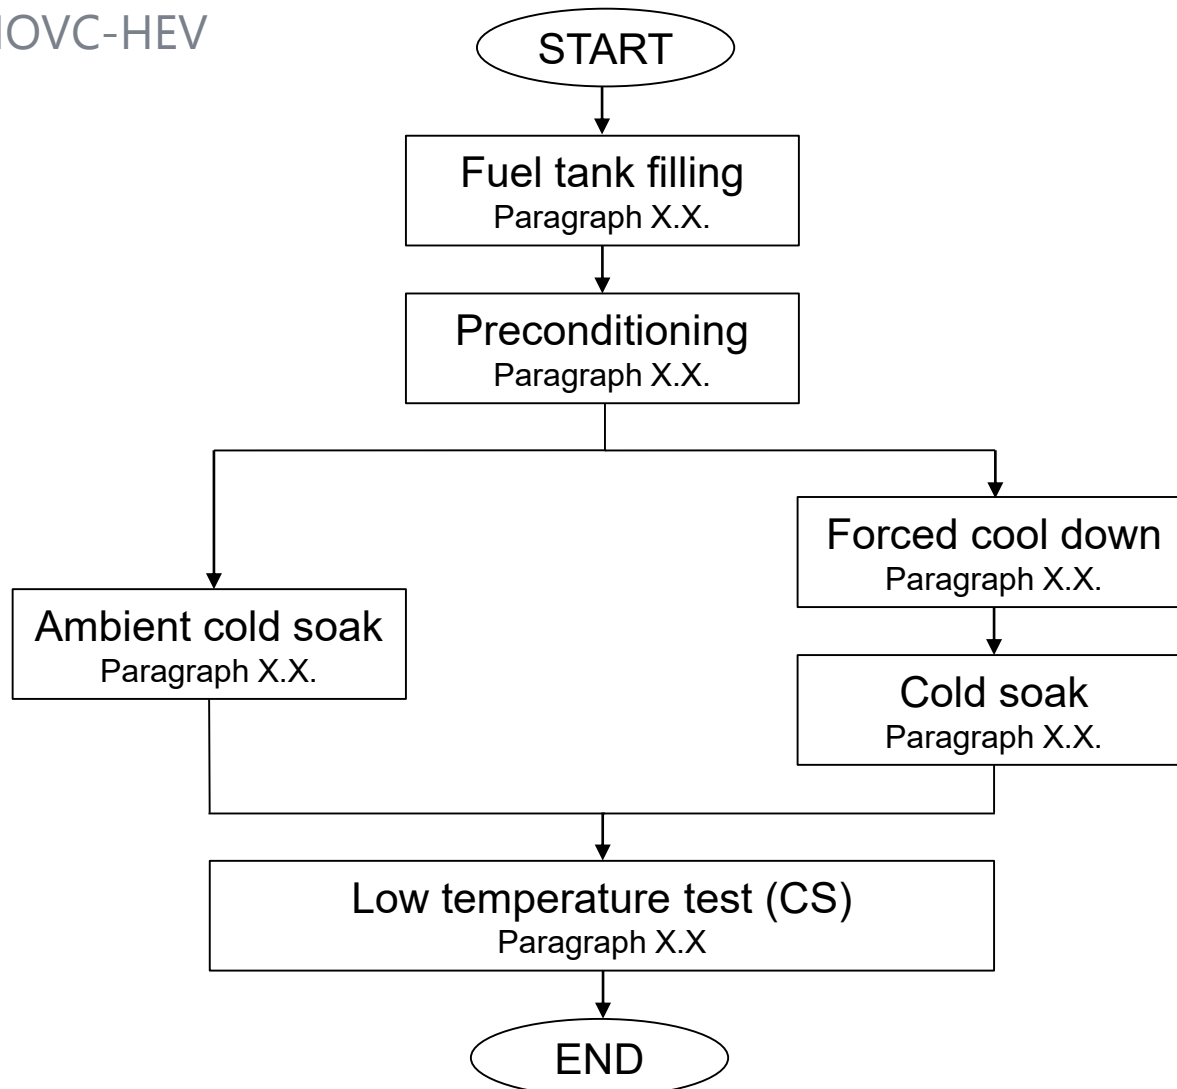 NOVC-HEV
START
Fuel tank filling
Paragraph X.X.
Preconditioning
Paragraph X.X.
Forced cool down
Paragraph X.X.
Ambient cold soak
Paragraph X.X.
Cold soak
Paragraph X.X.
Low temperature test (CS)
Paragraph X.X
END